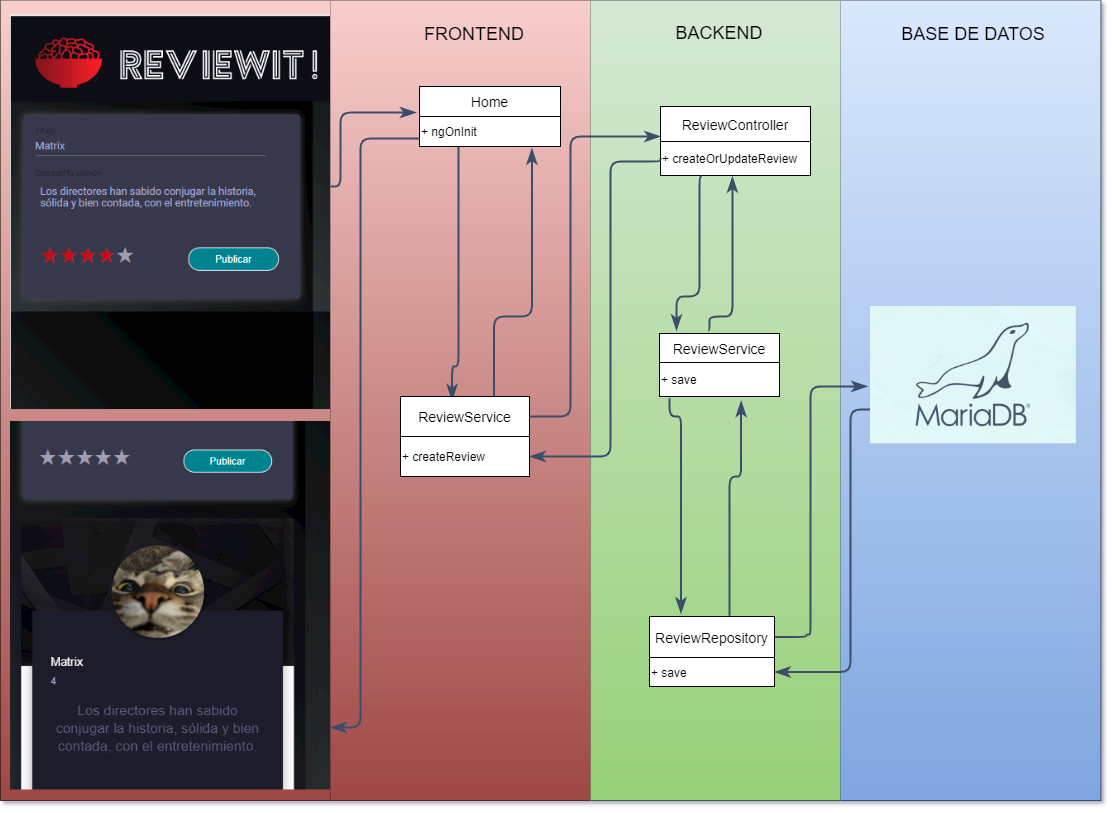 REVIEWIT!
Título
Matrix
Compartí tu opinión
Los directores han sabido conjugar la historia,
sólida y bien contada, con el entretenimiento.
Publicar
Publicar
Matrix
4
Los directores han sabido
conjugar la historia, sólida y bien
contada, con el entretenimiento.
FRONTEND
Home
+ ngOnInit
ReviewService
+ createReview
BACKEND
ReviewController
+ createOrUpdateReview
ReviewService
+ save
ReviewRepository
+ save
BASE DE DATOS
MariaDB®